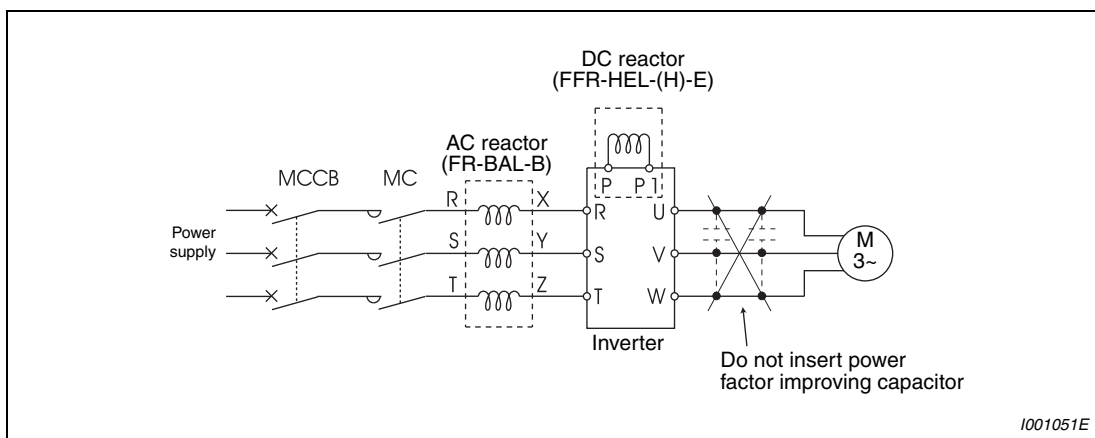 DC reactor
(FFR-HEL-(H)-E)
AC reactor
(FR-BAL-B)
MCCB
MC
P P1
R X R U
Power
supply
S Y S V
M
3~
T Z T W
Inverter
Do not insert power
factor improving capacitor
I001051E